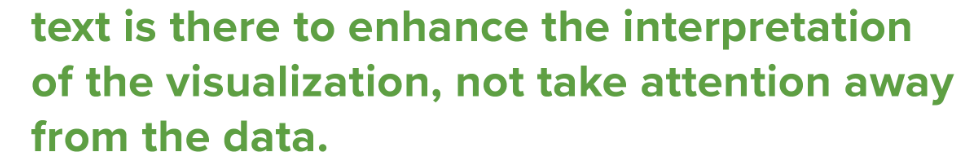 text is there to enhance the interpretation
of the visualization, not take attention away
from the data.